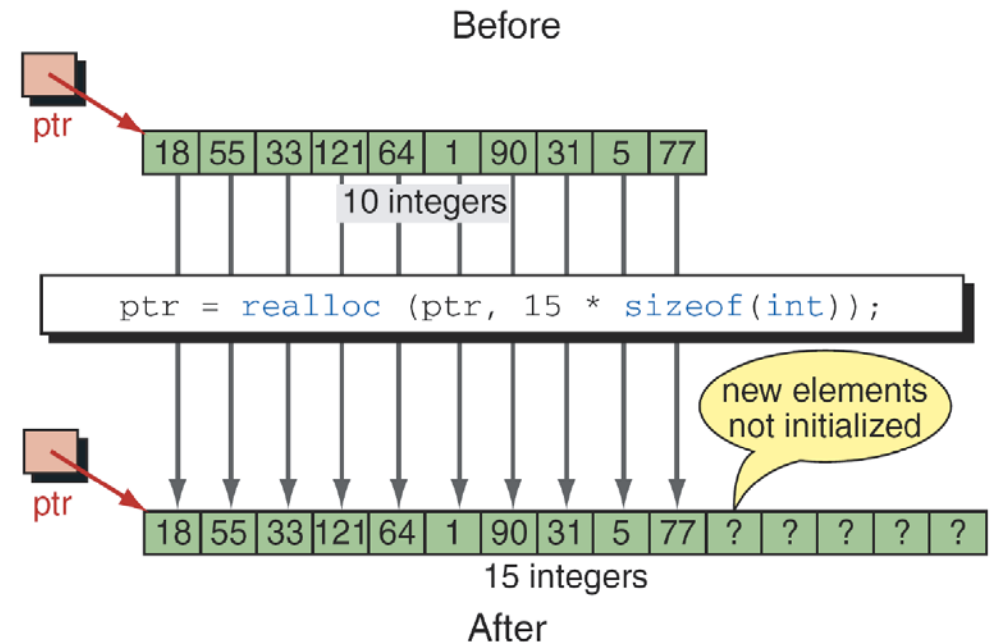 Before
ptr
18 55 33 121 64 1 90 31 5 77
10 integers
ptr = realloc (ptr, 15 * sizeof(int));
new elements
not initialized
ptr
18 55 33 121 64 1 90 31 5 77 ? ? ? ? ?
15 integers
After